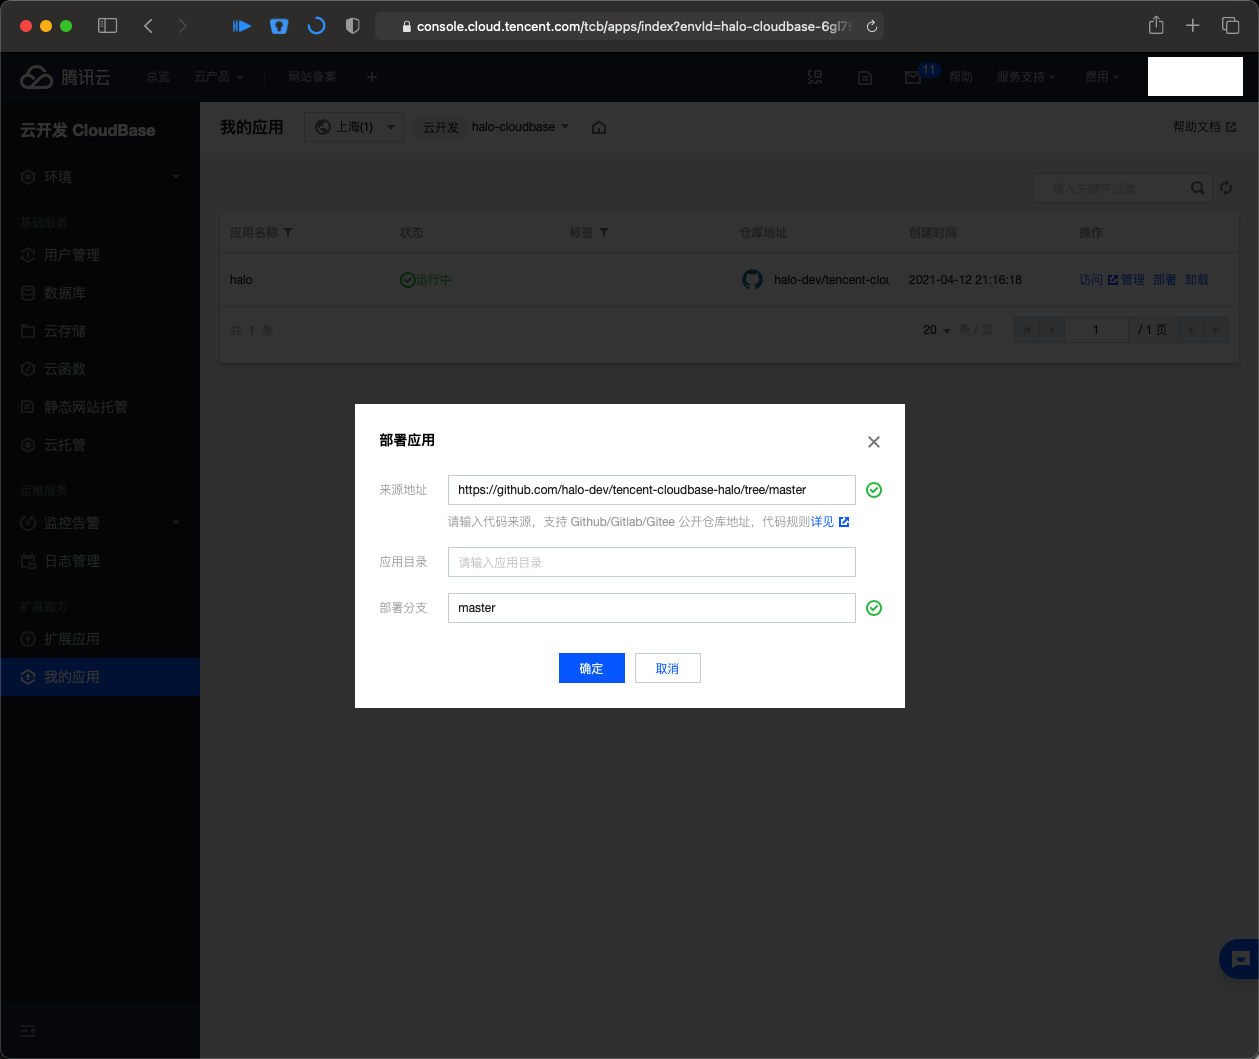 console.cloud.tencent.com/tcb/apps/index?envId=halo-cloudbase-6gl7
腾讯云 总览 云产品 网站备案 11 帮助 服务支持 费用
云开发 CloudBase
我的应用 上海(1) 云开发 halo-cloudbase 帮助文档
环境
输入关键字过滤
基础服务
应用名称 状态 标签 仓库地址 创建时间 操作
用户管理
halo 运行中 halo-dev/tencent-clou 2021-04-12 21:16:18 访问 管理 部署 卸载
数据库
共 1 条 20 条 / 页 1 / 1 页
云存储
云函数
静态网站托管
云托管
运维服务
监控告警
日志管理
扩展能力
扩展应用
我的应用
部署应用
来源地址 https://github.com/halo-dev/tencent-cloudbase-halo/tree/master
请输入代码来源，支持 Github/Gitlab/Gitee 公开仓库地址，代码规则详见
应用目录 请输入应用目录
部署分支 master
确定 取消